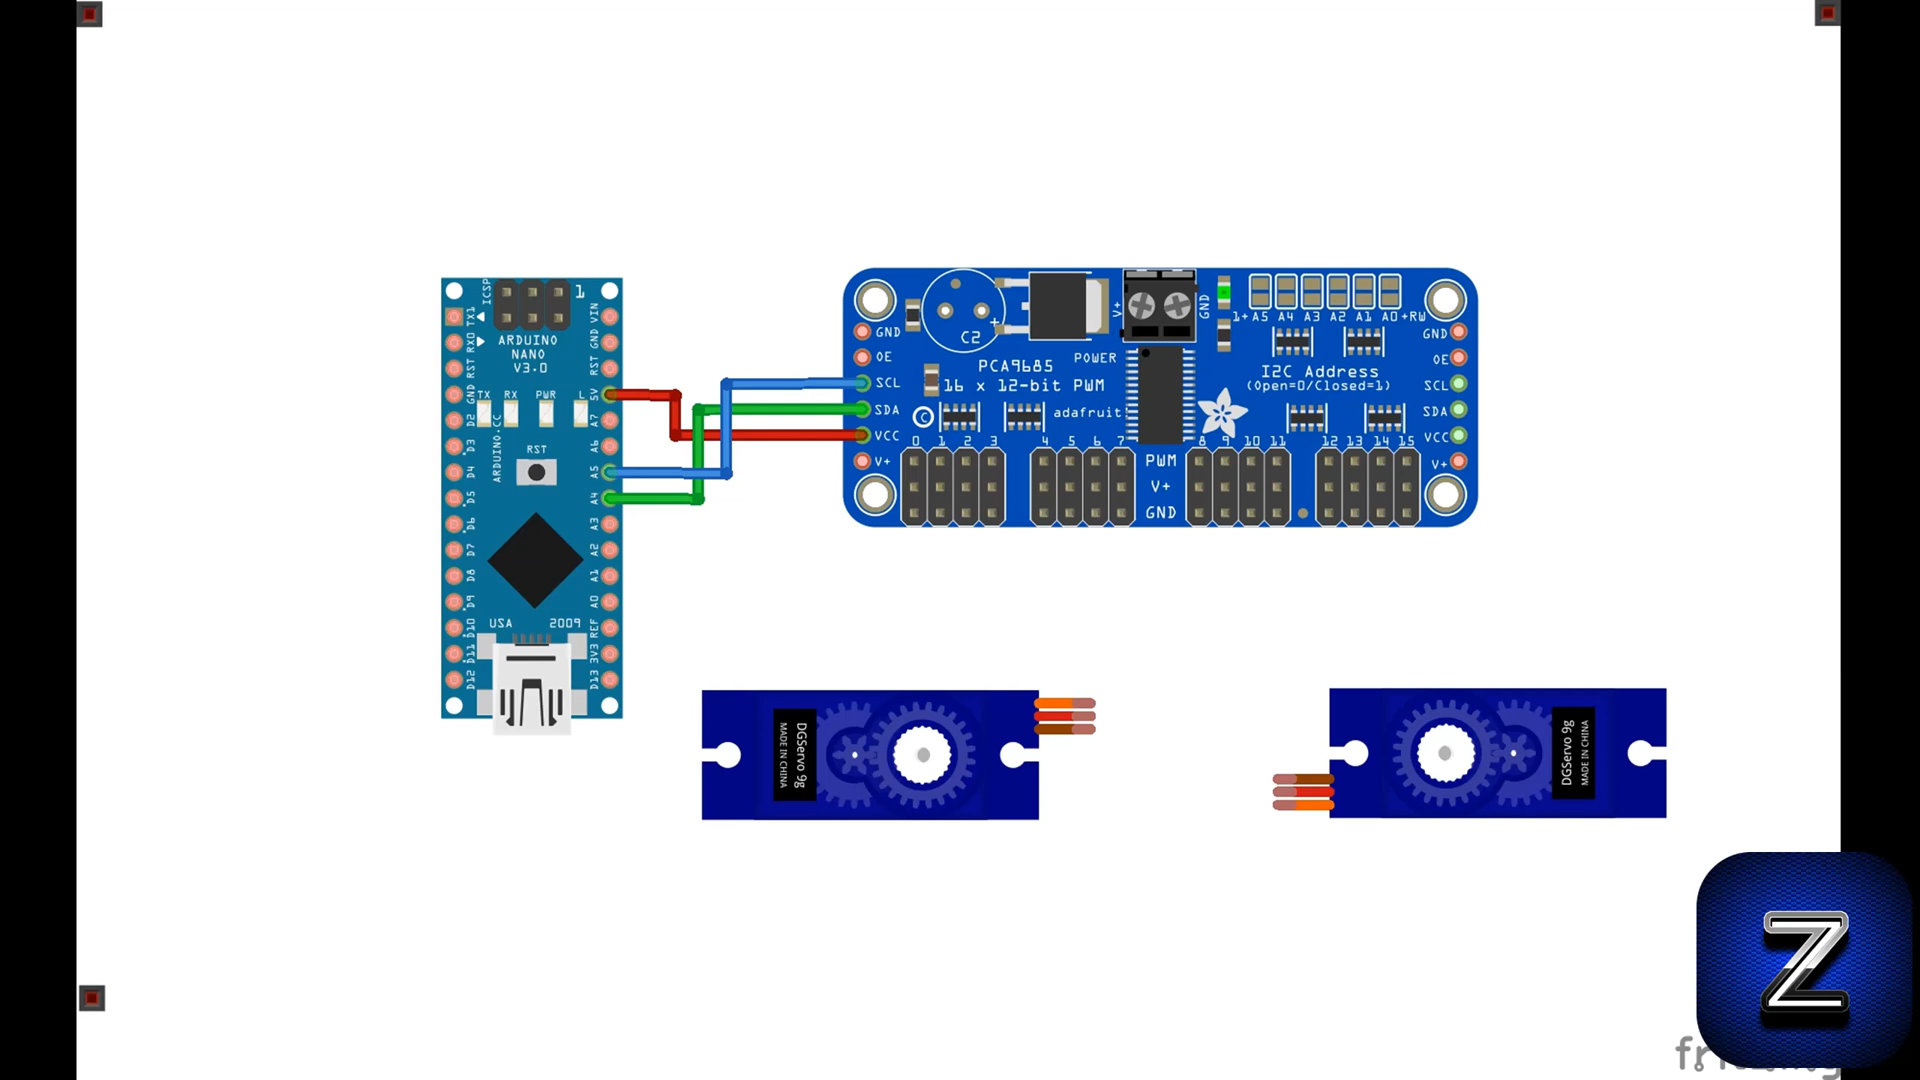 ICSP
1
TX1
RX0
RST
GND
D2
D3
D4
D5
D6
D7
D8
D9
D10
D11
D12
ARDUINO
NANO
V3.0
TX RX PWR L
ARDUINO.CC
RST
USA 2009
VIN
GND
RST
5V
A7
A6
A5
A4
A3
A2
A1
A0
REF
3V3
D13
GND
OE
SCL
SDA
VCC
V+
C2
+
V+
GND
POWER
PCA9685
16 x 12-bit PWM
adafruit!
1+A5 A4 A3 A2 A1 A0+RW
I2C Address
(Open=0/Closed=1)
GND
OE
SCL
SDA
VCC
V+
0 1 2 3 4 5 6 7 8 9 10 11 12 13 14 15
PWM
V+
GND
DGServo 9g
MADE IN CHINA
DGServo 9g
MADE IN CHINA
Z